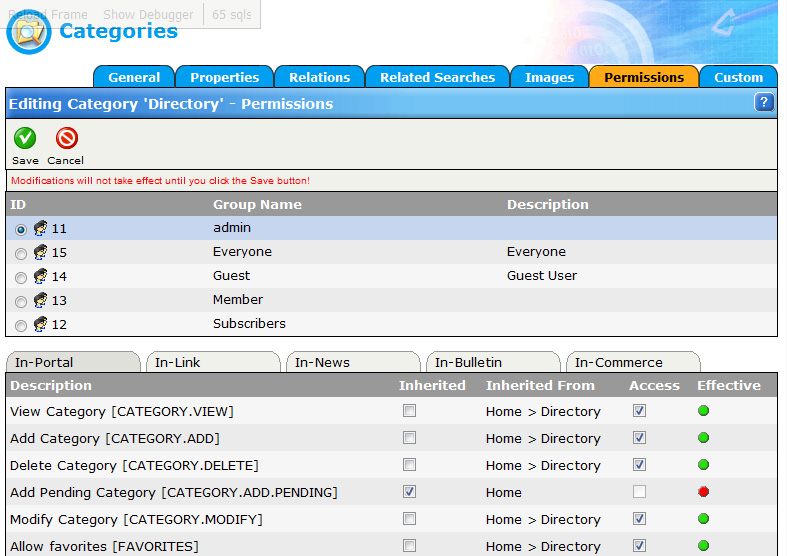 Reload Frame Show Debugger 65 sqls
Categories
General Properties Relations Related Searches Images Permissions Custom
Editing Category 'Directory' - Permissions ?
Save Cancel
Modifications will not take effect until you click the Save button!
ID Group Name Description
11 admin
15 Everyone Everyone
14 Guest Guest User
13 Member
12 Subscribers
In-Portal In-Link In-News In-Bulletin In-Commerce
Description Inherited Inherited From Access Effective
View Category [CATEGORY.VIEW] Home > Directory
Add Category [CATEGORY.ADD] Home > Directory
Delete Category [CATEGORY.DELETE] Home > Directory
Add Pending Category [CATEGORY.ADD.PENDING] Home
Modify Category [CATEGORY.MODIFY] Home > Directory
Allow favorites [FAVORITES] Home > Directory